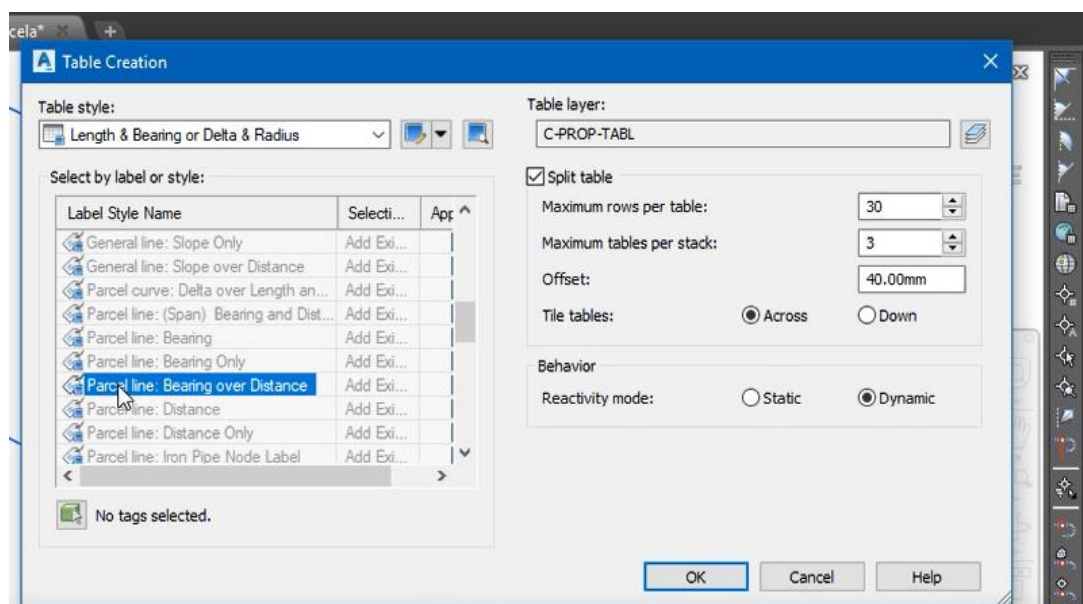 cela*
Table Creation
Table style:
Length & Bearing or Delta & Radius
Select by label or style:
Label Style Name Selecti... App
General line: Slope Only Add Exi...
General line: Slope over Distance Add Exi...
Parcel curve: Delta over Length an... Add Exi...
Parcel line: (Span) Bearing and Dist... Add Exi...
Parcel line: Bearing Add Exi...
Parcel line: Bearing Only Add Exi...
Parcel line: Bearing over Distance Add Exi...
Parcel line: Distance Add Exi...
Parcel line: Distance Only Add Exi...
Parcel line: Iron Pipe Node Label Add Exi...
No tags selected.
Table layer:
C-PROP-TABL
Split table
Maximum rows per table: 30
Maximum tables per stack: 3
Offset: 40.00mm
Tile tables: Across Down
Behavior
Reactivity mode: Static Dynamic
OK Cancel Help